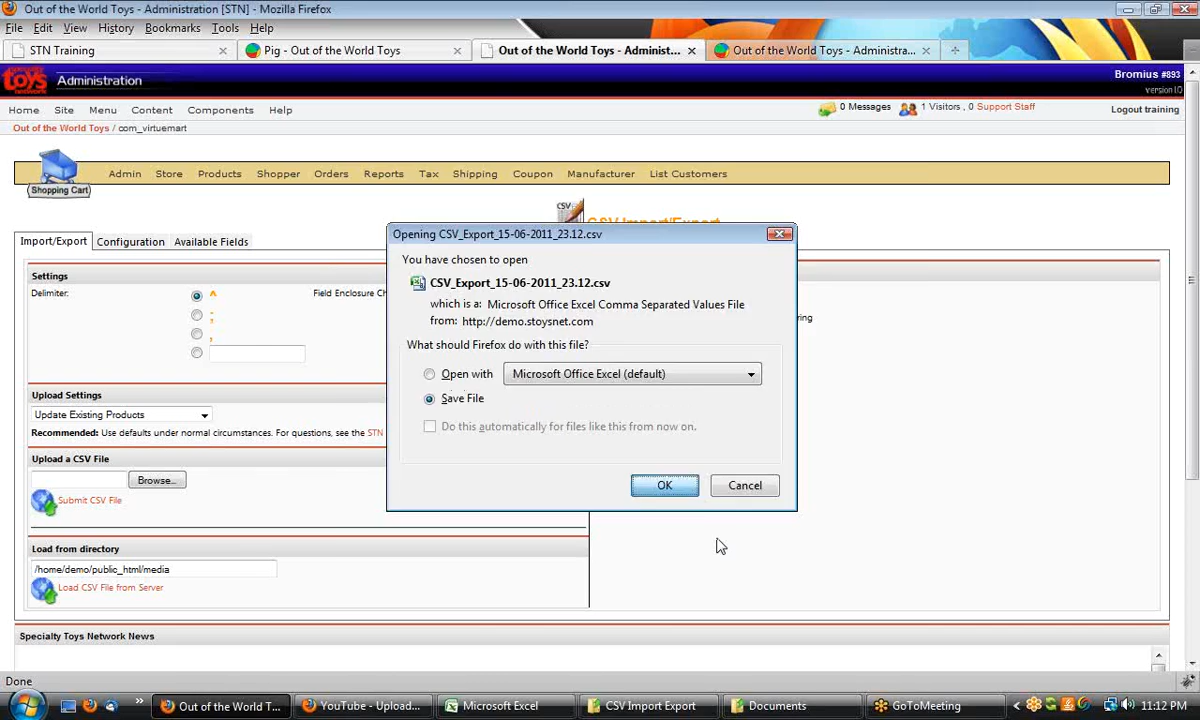 Out of the World Toys - Administration [STN] - Mozilla Firefox
File Edit View History Bookmarks Tools Help
STN Training
Pig - Out of the World Toys
Out of the World Toys - Administ...
Out of the World Toys - Administra...
toys
Administration
Bromius #893
version 1.0
Home Site Menu Content Components Help
0 Messages 1 Visitors , 0 Support Staff Logout training
Out of the World Toys / com_virtuemart
Shopping Cart
Admin Store Products Shopper Orders Reports Tax Shipping Coupon Manufacturer List Customers
CSV
CSV Import/Export
Import/Export Configuration Available Fields
Settings
Delimiter: ^ Field Enclosure Ch
;
,
Upload Settings
Update Existing Products
Recommended: Use defaults under normal circumstances. For questions, see the STN
Upload a CSV File
Browse...
Submit CSV File
Load from directory
/home/demo/public_html/media
Load CSV File from Server
Specialty Toys Network News
Opening CSV_Export_15-06-2011_23.12.csv
You have chosen to open
CSV_Export_15-06-2011_23.12.csv
which is a: Microsoft Office Excel Comma Separated Values File
from: http://demo.stoysnet.com
What should Firefox do with this file?
Open with Microsoft Office Excel (default)
Save File
Do this automatically for files like this from now on.
OK Cancel
Done
Out of the World T... YouTube - Upload... Microsoft Excel CSV Import Export Documents GoToMeeting 11:12 PM